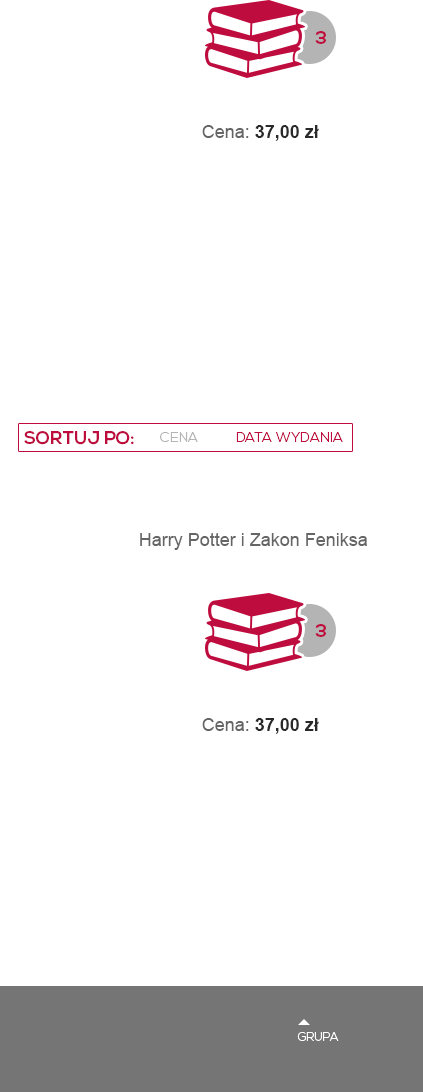 3
Cena: 37,00 zł
SORTUJ PO: CENA DATA WYDANIA
Harry Potter i Zakon Feniksa
3
Cena: 37,00 zł
GRUPA